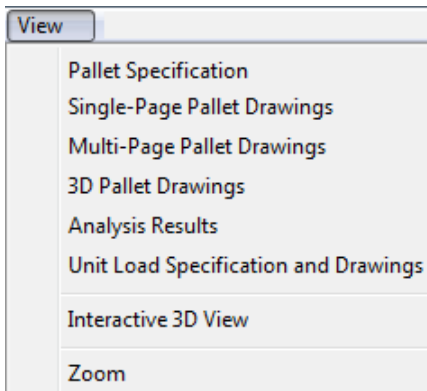 View
Pallet Specification
Single-Page Pallet Drawings
Multi-Page Pallet Drawings
3D Pallet Drawings
Analysis Results
Unit Load Specification and Drawings
Interactive 3D View
Zoom